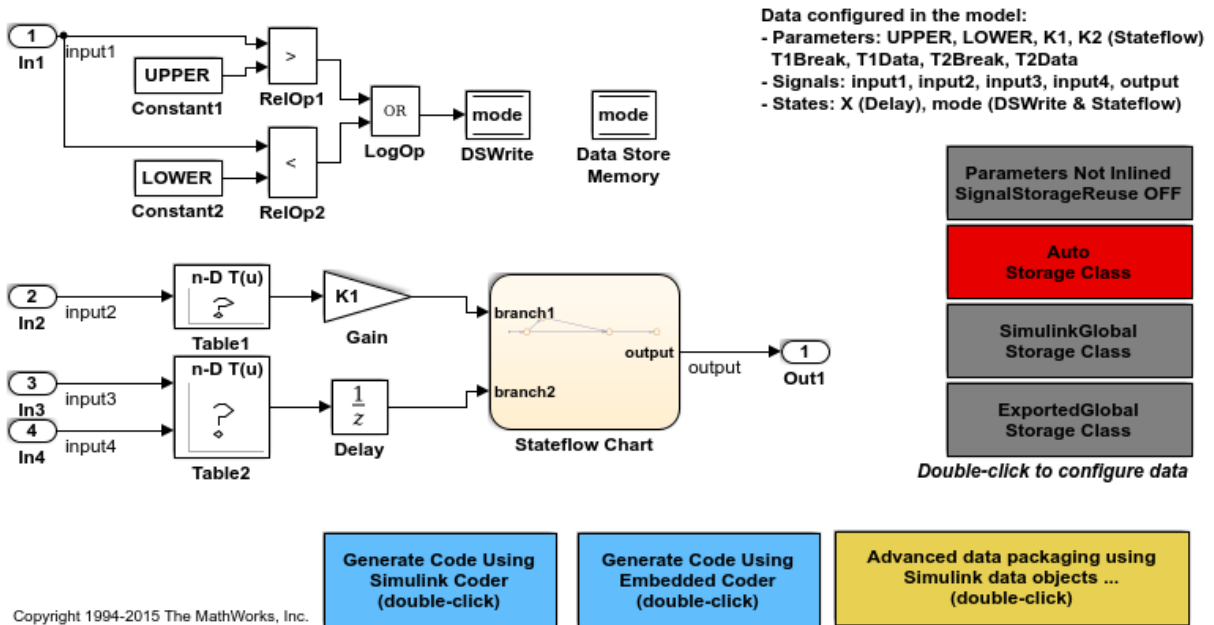 1
input1
In1
UPPER
Constant1
>
RelOp1
OR
LogOp
mode
DSWrite
mode
Data Store
Memory
<
RelOp2
LOWER
Constant2
Data configured in the model:
- Parameters: UPPER, LOWER, K1, K2 (Stateflow)
T1Break, T1Data, T2Break, T2Data
- Signals: input1, input2, input3, input4, output
- States: X (Delay), mode (DSWrite & Stateflow)
Parameters Not Inlined
SignalStorageReuse OFF
Auto
Storage Class
SimulinkGlobal
Storage Class
ExportedGlobal
Storage Class
Double-click to configure data
2
input2
In2
n-D T(u)
?
Table1
K1
Gain
3
input3
In3
4
input4
In4
n-D T(u)
?
Table2
1
z
Delay
branch1
output
branch2
Stateflow Chart
output
1
Out1
Generate Code Using
Simulink Coder
(double-click)
Generate Code Using
Embedded Coder
(double-click)
Advanced data packaging using
Simulink data objects ...
(double-click)
Copyright 1994-2015 The MathWorks, Inc.